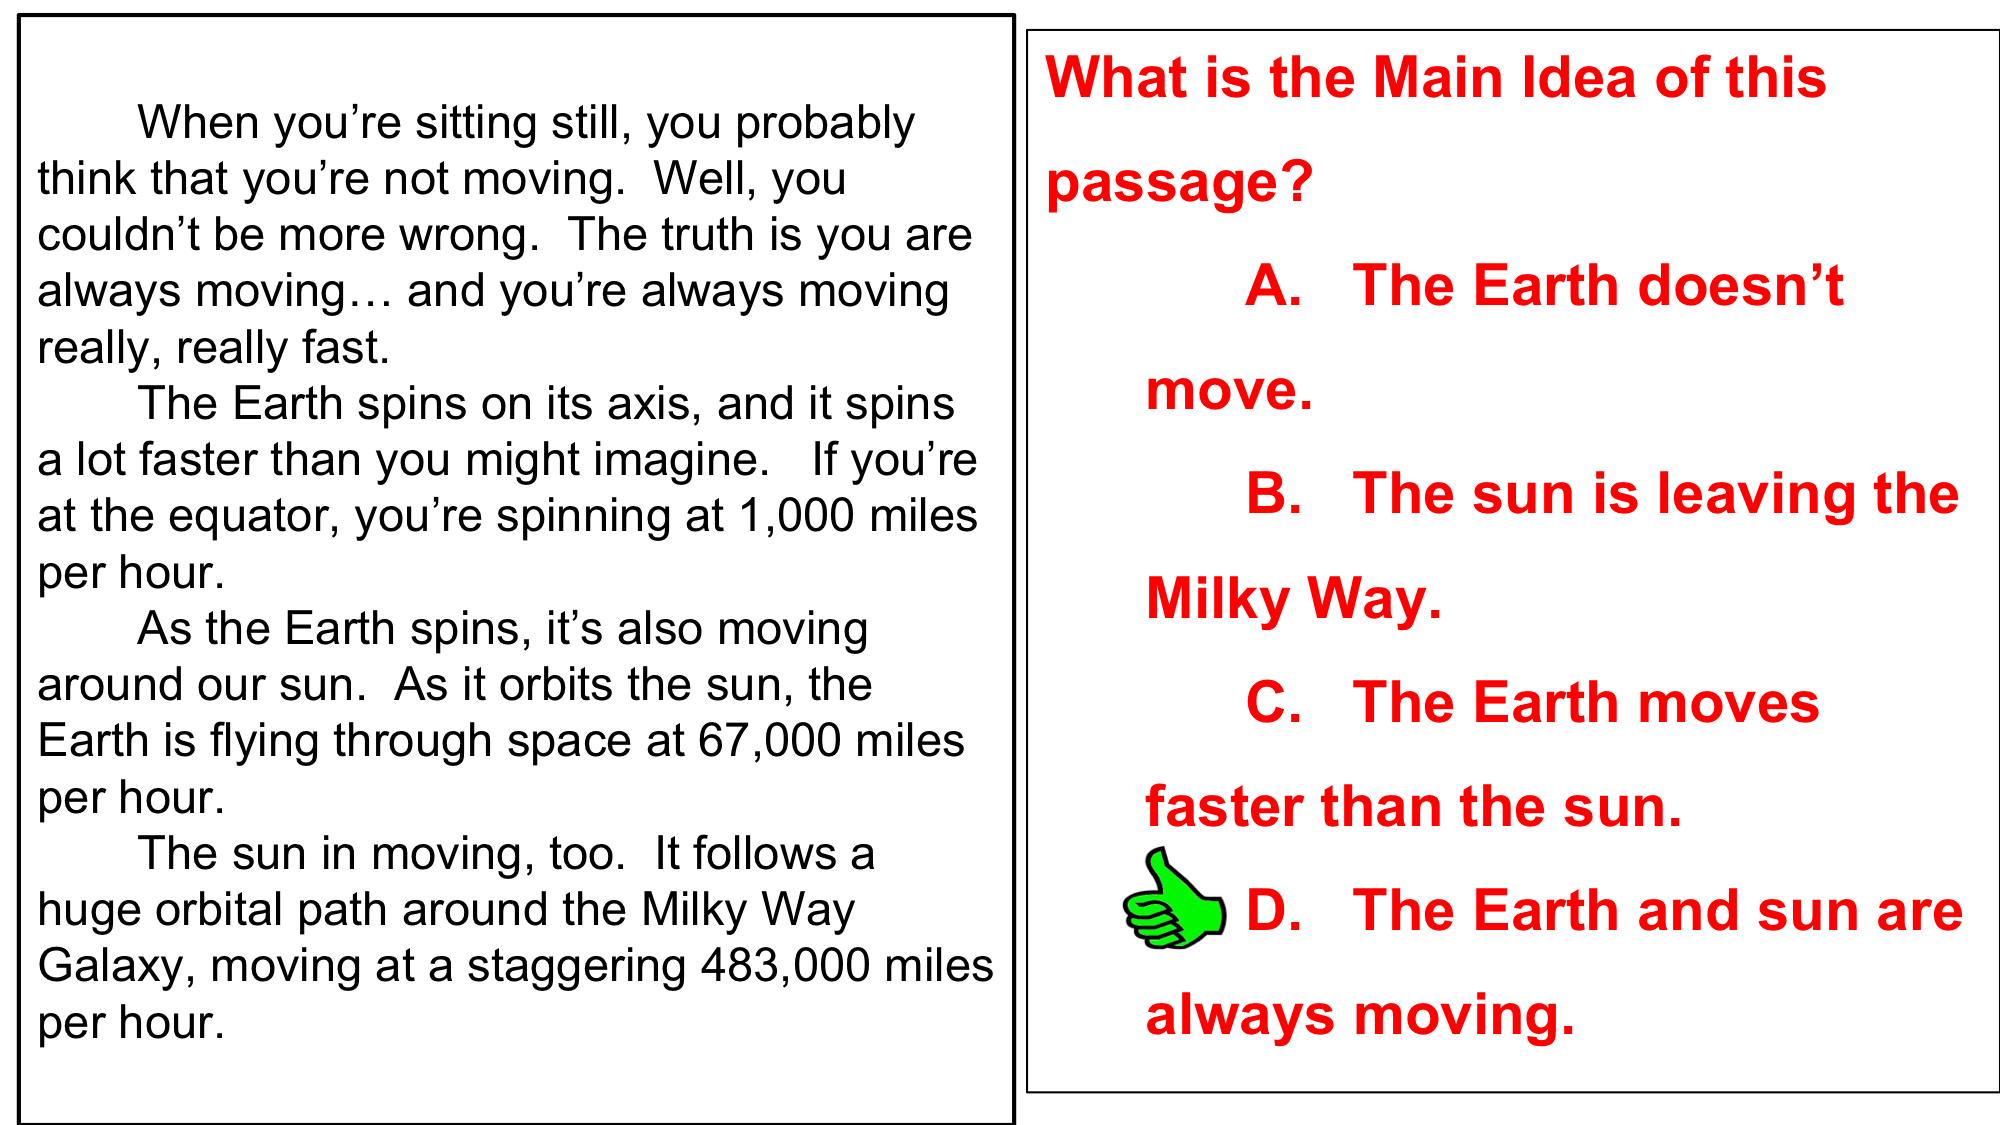 When you’re sitting still, you probably
think that you’re not moving.  Well, you
couldn’t be more wrong.  The truth is you are
always moving… and you’re always moving
really, really fast.
The Earth spins on its axis, and it spins
a lot faster than you might imagine.   If you’re
at the equator, you’re spinning at 1,000 miles
per hour.
As the Earth spins, it’s also moving
around our sun.  As it orbits the sun, the
Earth is flying through space at 67,000 miles
per hour.
The sun in moving, too.  It follows a
huge orbital path around the Milky Way
Galaxy, moving at a staggering 483,000 miles
per hour.
What is the Main Idea of this
passage?
A.   The Earth doesn’t
move.
B.   The sun is leaving the
Milky Way.
C.   The Earth moves
faster than the sun.
D.   The Earth and sun are
always moving.